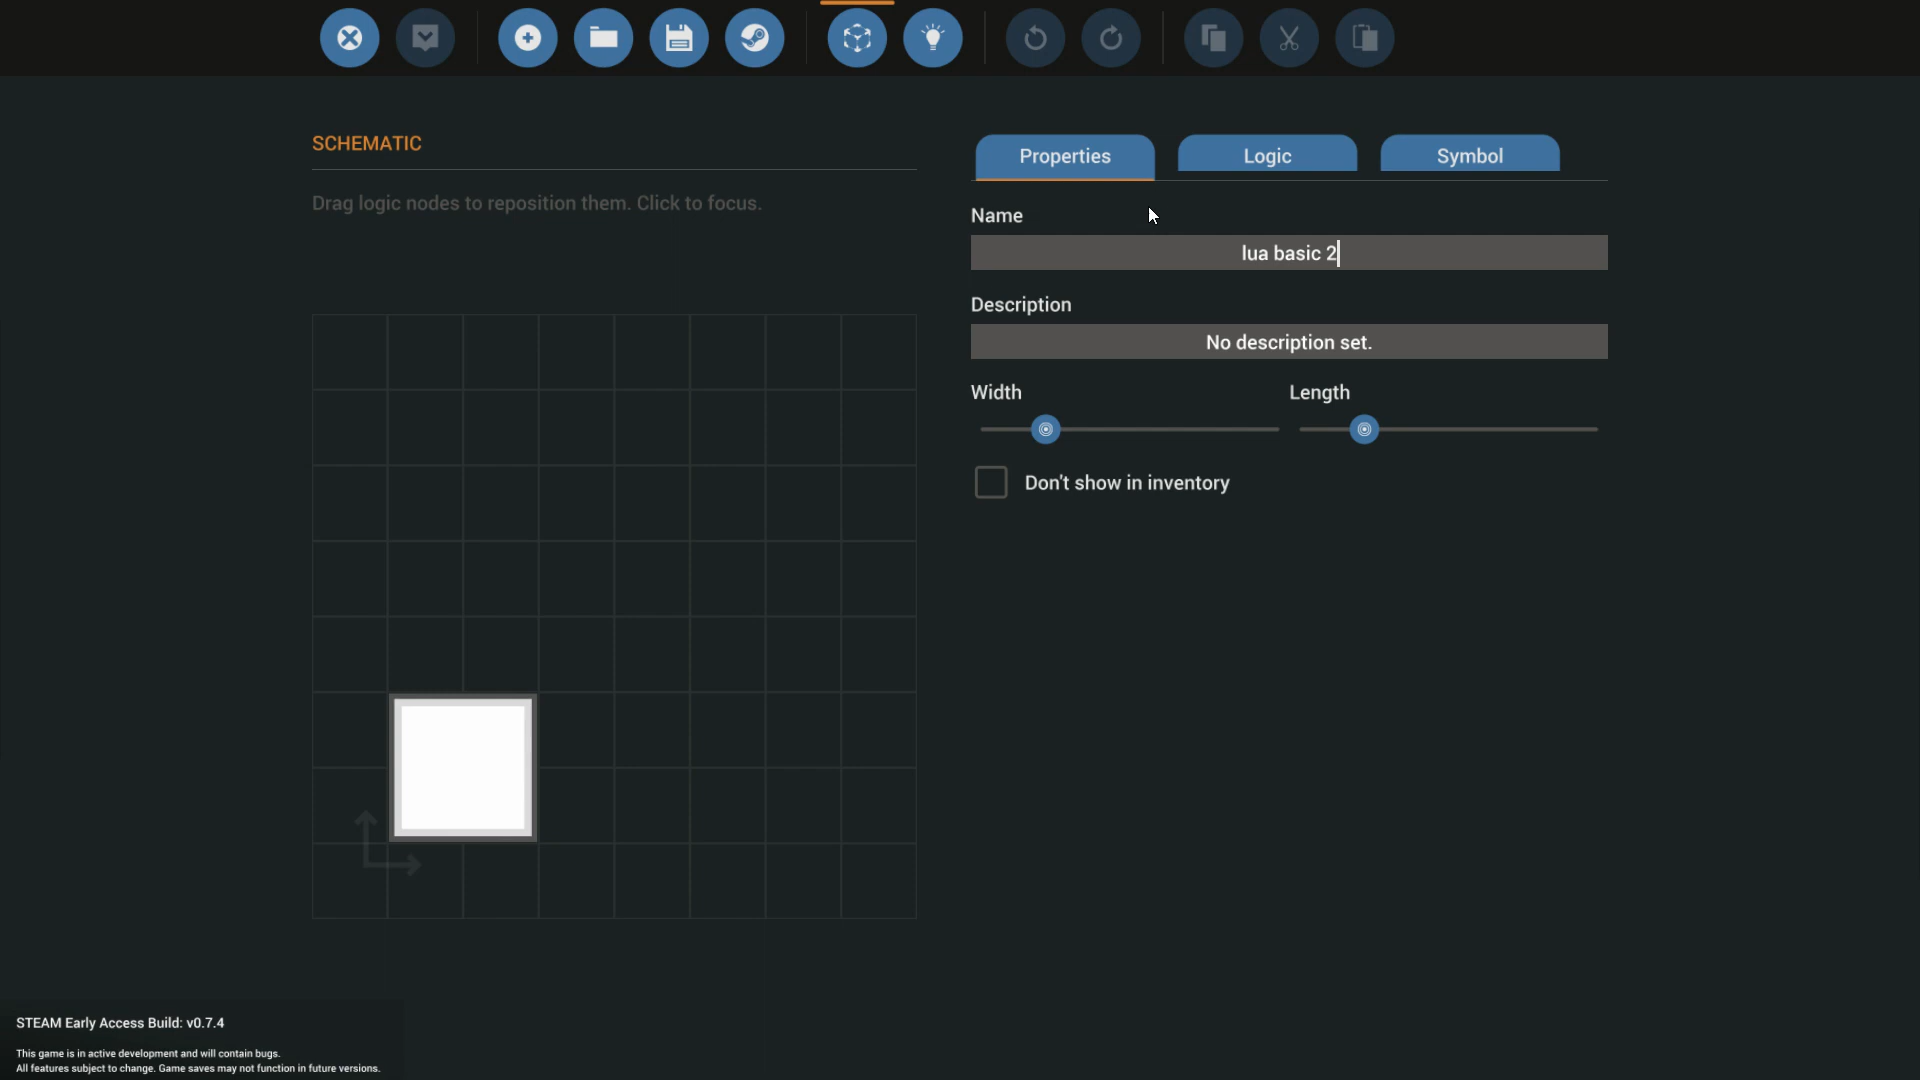 SCHEMATIC
Drag logic nodes to reposition them. Click to focus.
Properties
Logic
Symbol
Name
lua basic 2
Description
No description set.
Width
Length
Don't show in inventory
STEAM Early Access Build: v0.7.4
This game is in active development and will contain bugs.
All features subject to change. Game saves may not function in future versions.